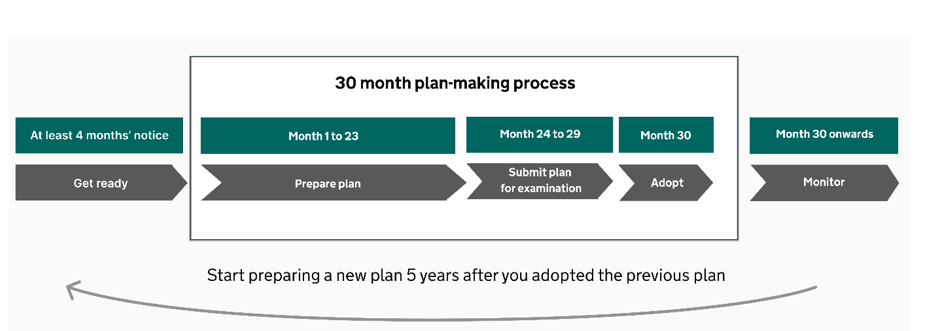 30 month plan-making process
At least 4 months' notice
Month 1 to 23
Month 24 to 29
Month 30
Month 30 onwards
Get ready
Prepare plan
Submit plan
for examination
Adopt
Monitor
Start preparing a new plan 5 years after you adopted the previous plan